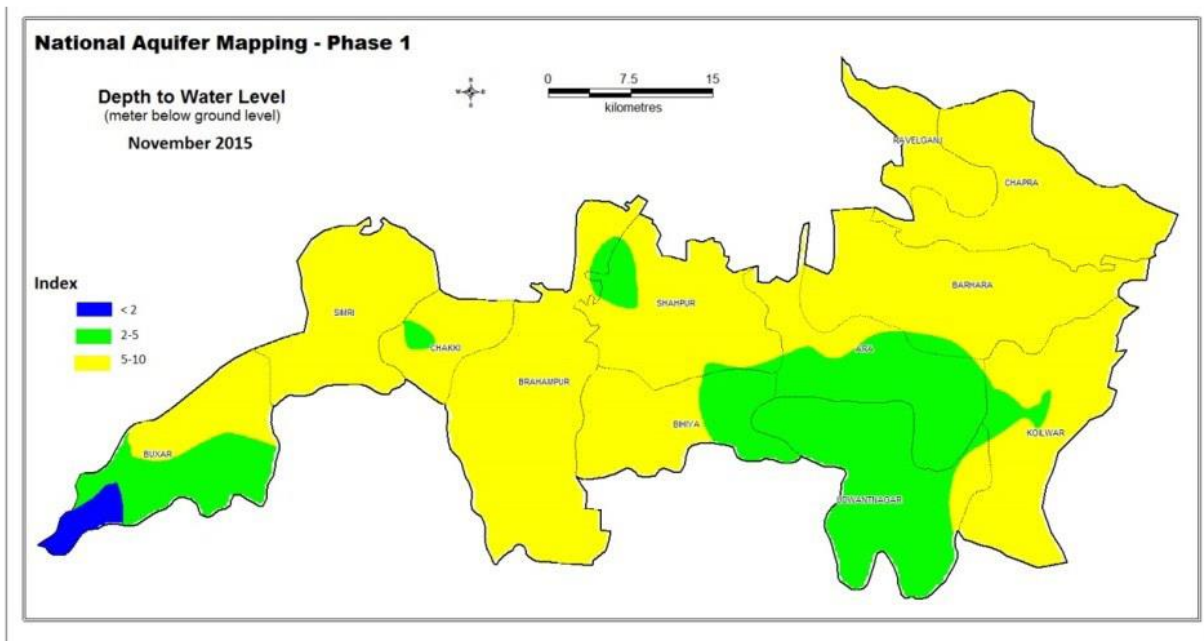 National Aquifer Mapping - Phase 1
Depth to Water Level
(meter below ground level)
November 2015
N
W E
S
0 7.5 15
kilometres
RAVELGANJ
CHAPRA
Index
< 2
2-5
5-10
SIMRI
CHAKKI
BRAHAMPUR
SHAHPUR
BARHARA
ARA
BIHIYA
KOILWAR
BUXAR
UDWANTNAGAR